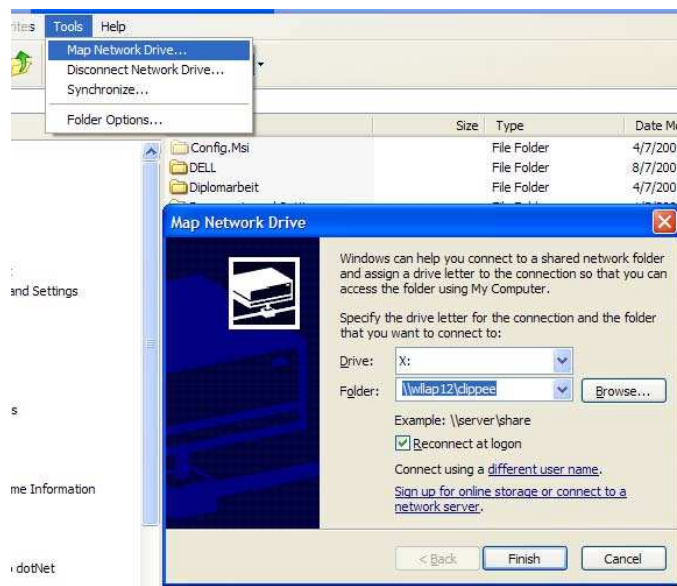 Tools Help
Map Network Drive...
Disconnect Network Drive...
Synchronize...
Folder Options...
Size Type Date M
Config.Msi File Folder 4/7/200
DELL File Folder 8/7/200
Diplomarbeit File Folder 4/7/200
Map Network Drive
Windows can help you connect to a shared network folder
and assign a drive letter to the connection so that you can
access the folder using My Computer.
Specify the drive letter for the connection and the folder
that you want to connect to:
Drive: X:
Folder: \\wllap12\clippee Browse...
Example: \\server\share
Reconnect at logon
Connect using a different user name.
Sign up for online storage or connect to a
network server.
< Back Finish Cancel
and Settings
s
me Information
dotNet